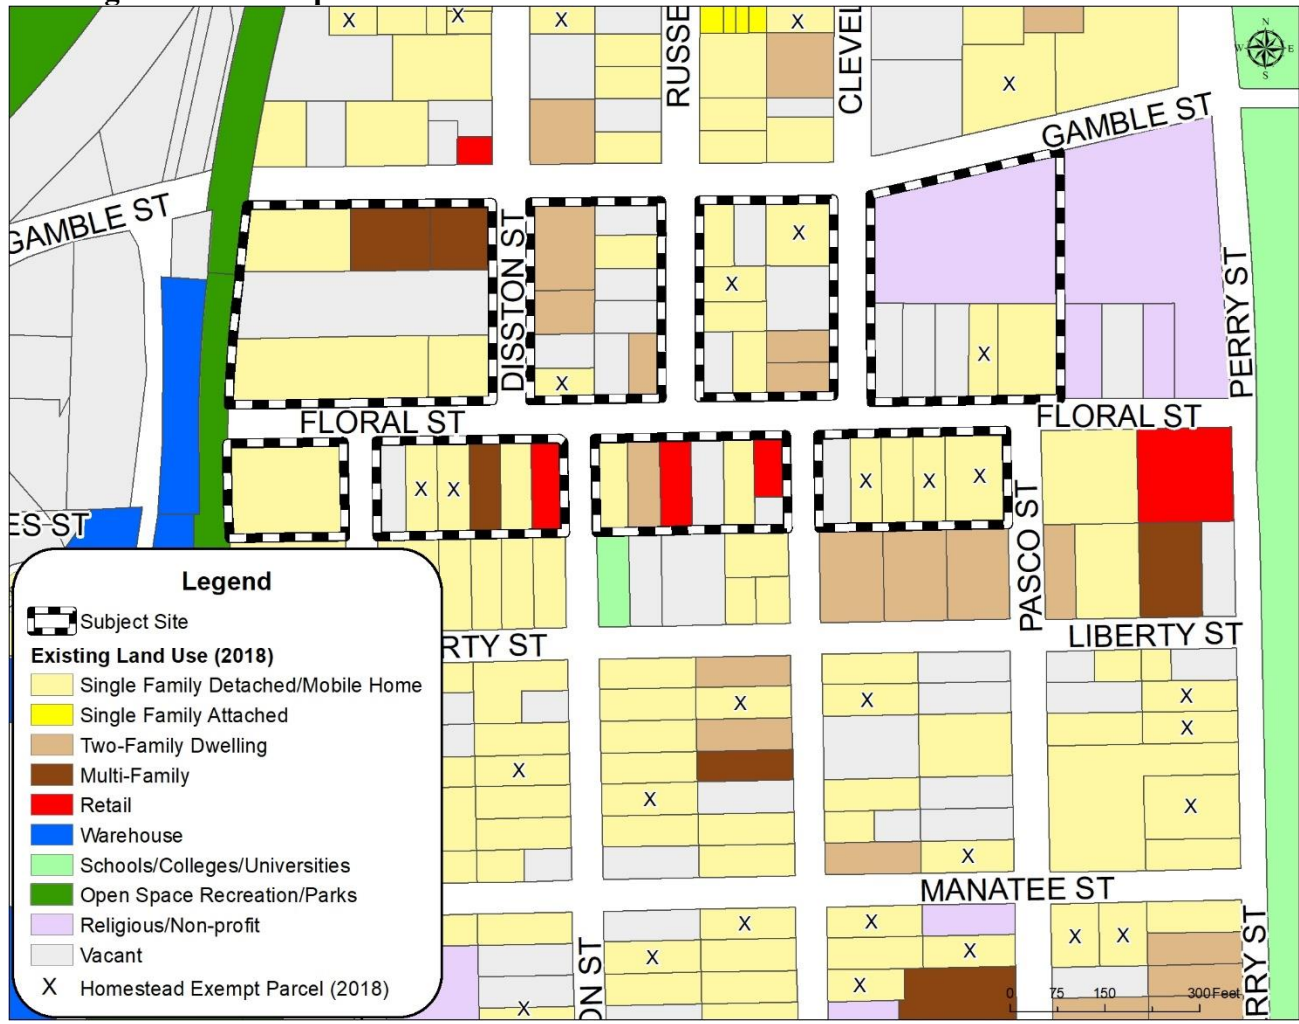 X
X
X
X
RUSSE
CLEVEL
X
N
W E
S
GAMBLE ST
GAMBLE ST
DISSTON ST
X
X
X
X
PERRY ST
FLORAL ST
FLORAL ST
X
X
X
X
X
PASCO ST
ES ST
Legend
Subject Site
Existing Land Use (2018)
Single Family Detached/Mobile Home
Single Family Attached
Two-Family Dwelling
Multi-Family
Retail
Warehouse
Schools/Colleges/Universities
Open Space Recreation/Parks
Religious/Non-profit
Vacant
X Homestead Exempt Parcel (2018)
RTY ST
LIBERTY ST
X
X
X
X
X
X
X
X
MANATEE ST
X
X
X
X
X
X
X
X
ON ST
RRY ST
0 75 150 300 Feet